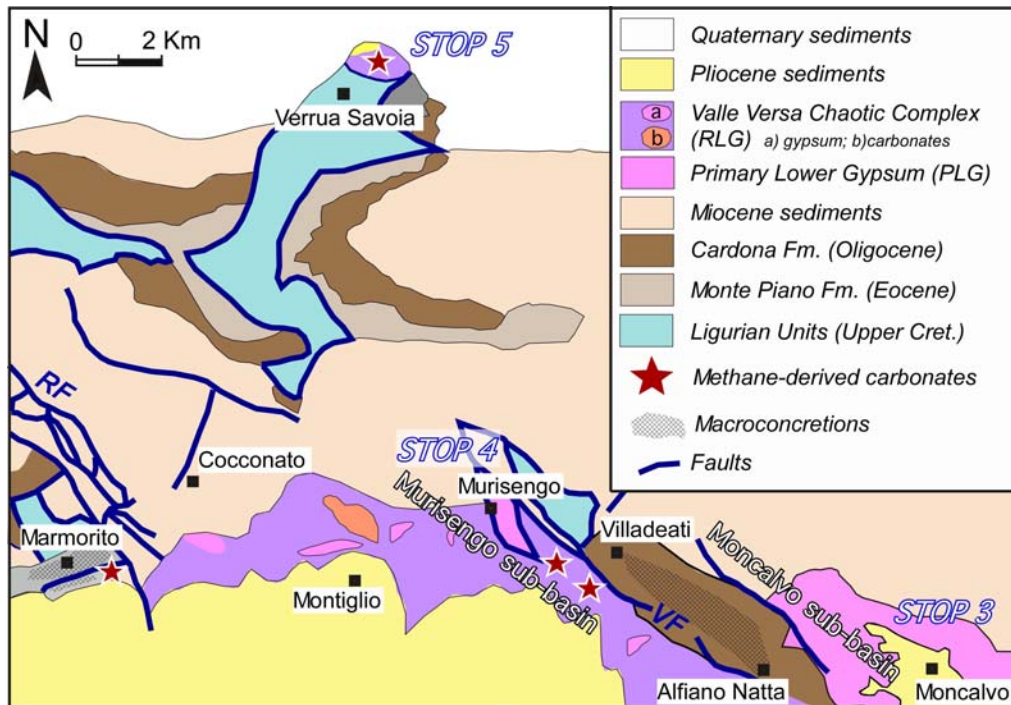 N
0 2 Km
STOP 5
Verrua Savoia
Quaternary sediments
Pliocene sediments
a
b
Valle Versa Chaotic Complex
(RLG) a) gypsum; b)carbonates
Primary Lower Gypsum (PLG)
Miocene sediments
Cardona Fm. (Oligocene)
Monte Piano Fm. (Eocene)
Ligurian Units (Upper Cret.)
Methane-derived carbonates
Macroconcretions
Faults
RF
Cocconato
STOP 4
Murisengo
Marmorito
Villadeati
Montiglio
Murisengo sub-basin
Moncalvo sub-basin
STOP 3
VF
Alfiano Natta
Moncalvo